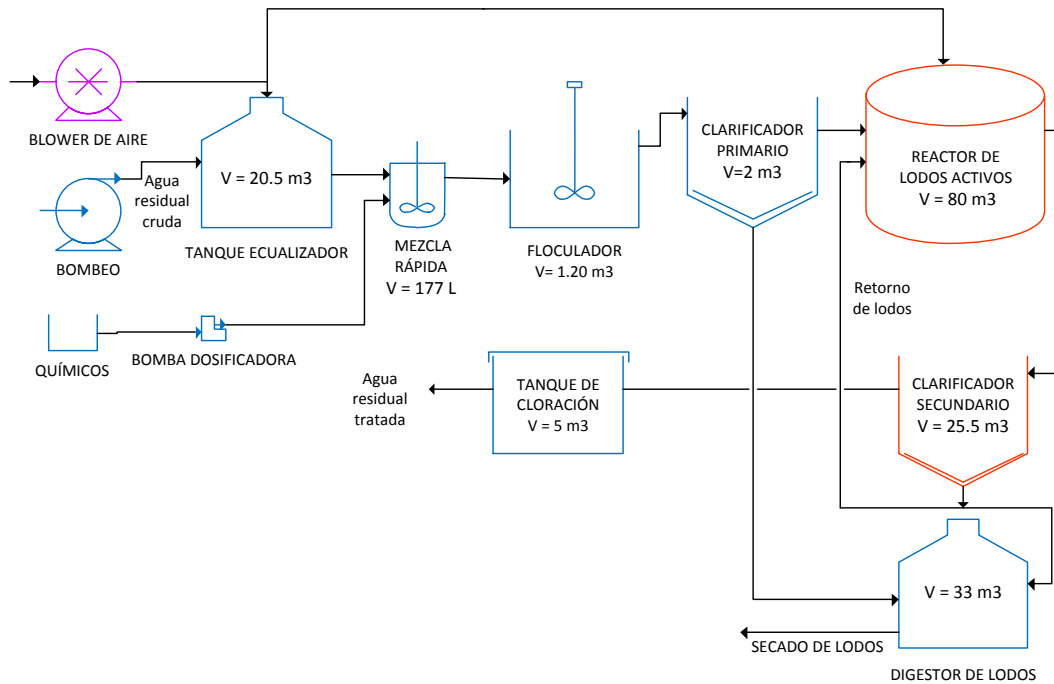 BLOWER DE AIRE
BOMBEO
Agua
residual
cruda
V = 20.5 m3
TANQUE ECUALIZADOR
MEZCLA
RÁPIDA
V = 177 L
FLOCULADOR
V= 1.20 m3
CLARIFICADOR
PRIMARIO
V=2 m3
REACTOR DE
LODOS ACTIVOS
V = 80 m3
QUÍMICOS
BOMBA DOSIFICADORA
Retorno
de lodos
Agua
residual
tratada
TANQUE DE
CLORACIÓN
V = 5 m3
CLARIFICADOR
SECUNDARIO
V = 25.5 m3
V = 33 m3
SECADO DE LODOS
DIGESTOR DE LODOS